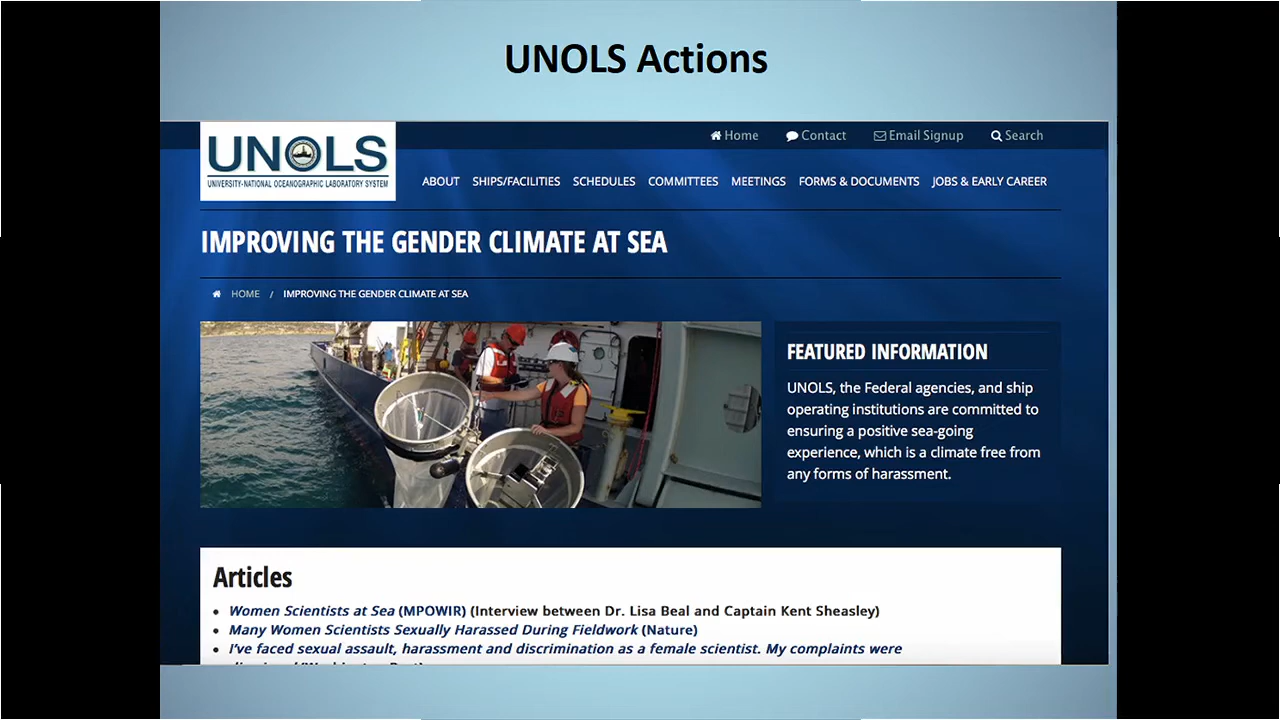 UNOLS Actions
UNOLS
UNIVERSITY-NATIONAL OCEANOGRAPHIC LABORATORY SYSTEM
Home Contact Email Signup Search
ABOUT SHIPS/FACILITIES SCHEDULES COMMITTEES MEETINGS FORMS & DOCUMENTS JOBS & EARLY CAREER
IMPROVING THE GENDER CLIMATE AT SEA
HOME / IMPROVING THE GENDER CLIMATE AT SEA
FEATURED INFORMATION
UNOLS, the Federal agencies, and ship
operating institutions are committed to
ensuring a positive sea-going
experience, which is a climate free from
any forms of harassment.
Articles
• Women Scientists at Sea (MPOWIR) (Interview between Dr. Lisa Beal and Captain Kent Sheasley)
• Many Women Scientists Sexually Harassed During Fieldwork (Nature)
• I've faced sexual assault, harassment and discrimination as a female scientist. My complaints were